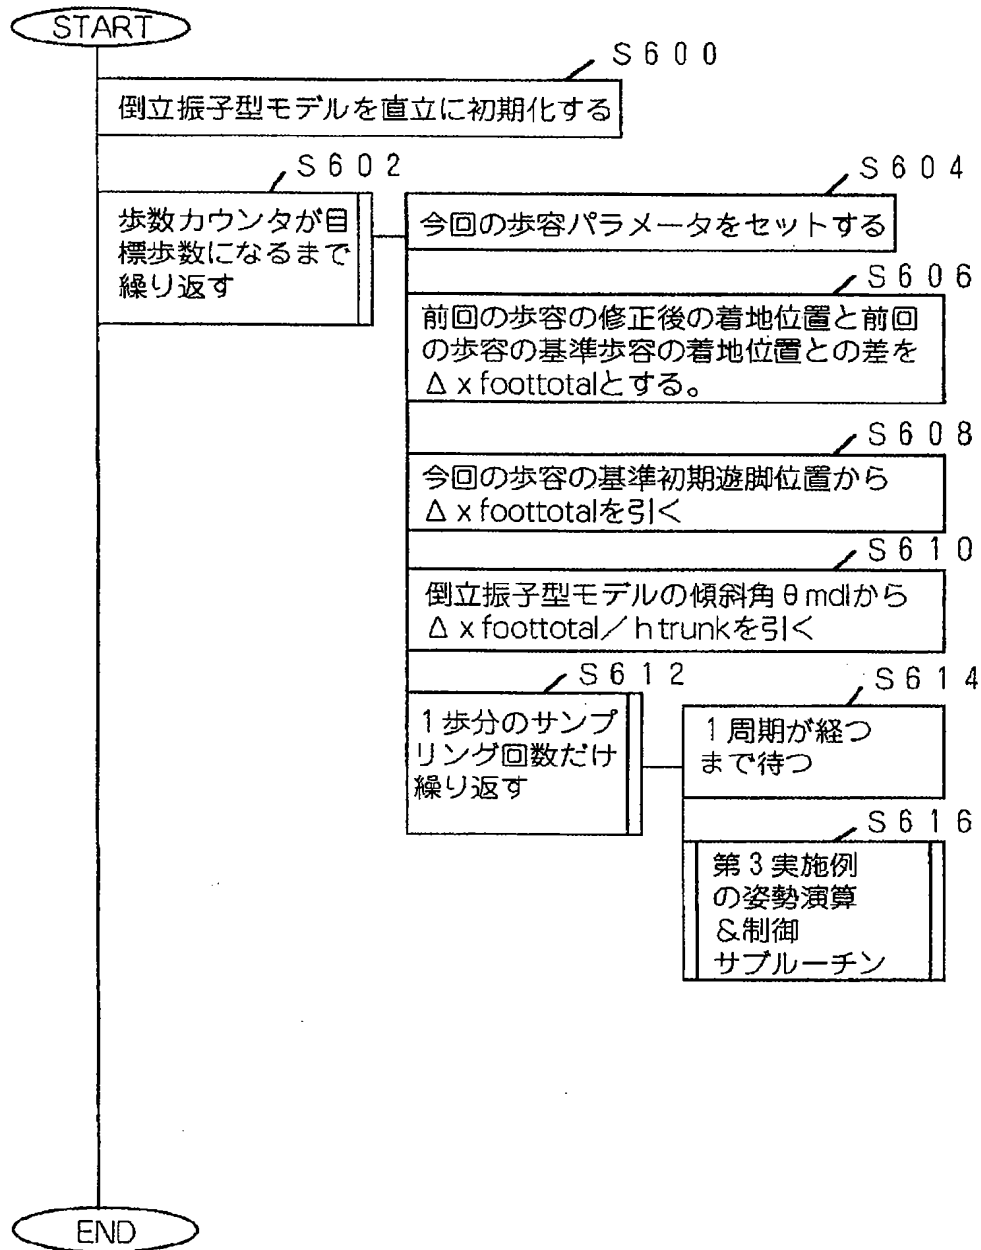 START
S600
倒立振子型モデルを直立に初期化する
S602
歩数カウンタが目
標歩数になるまで
繰り返す
S604
今回の歩容パラメータをセットする
S606
前回の歩容の修正後の着地位置と前回
の歩容の基準歩容の着地位置との差を
Δxfoottotalとする。
S608
今回の歩容の基準初期遊脚位置から
Δxfoottotalを引く
S610
倒立振子型モデルの傾斜角θmdlから
Δxfoottotal／htrunkを引く
S612
1歩分のサンプ
リング回数だけ
繰り返す
S614
1周期が経つ
まで待つ
S616
第3実施例
の姿勢演算
&制御
サブルーチン
END